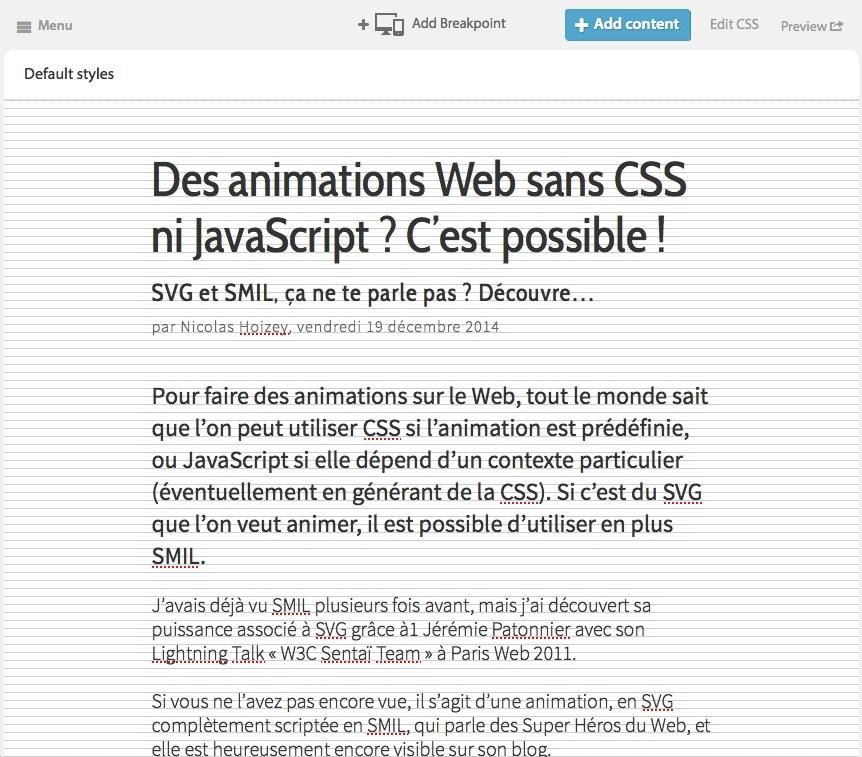 Menu
Add Breakpoint
Add content
Edit CSS
Preview
Default styles
Des animations Web sans CSS
ni JavaScript ? C’est possible !
SVG et SMIL, ça ne te parle pas ? Découvre…
par Nicolas Hoizey, vendredi 19 décembre 2014
Pour faire des animations sur le Web, tout le monde sait
que l’on peut utiliser CSS si l’animation est prédéfinie,
ou JavaScript si elle dépend d’un contexte particulier
(éventuellement en générant de la CSS). Si c’est du SVG
que l’on veut animer, il est possible d’utiliser en plus
SMIL.
J’avais déjà vu SMIL plusieurs fois avant, mais j’ai découvert sa
puissance associé à SVG grâce à1 Jérémie Patonnier avec son
Lightning Talk « W3C Sentaï Team » à Paris Web 2011.
Si vous ne l’avez pas encore vue, il s’agit d’une animation, en SVG
complètement scriptée en SMIL, qui parle des Super Héros du Web, et
elle est heureusement encore visible sur son blog.